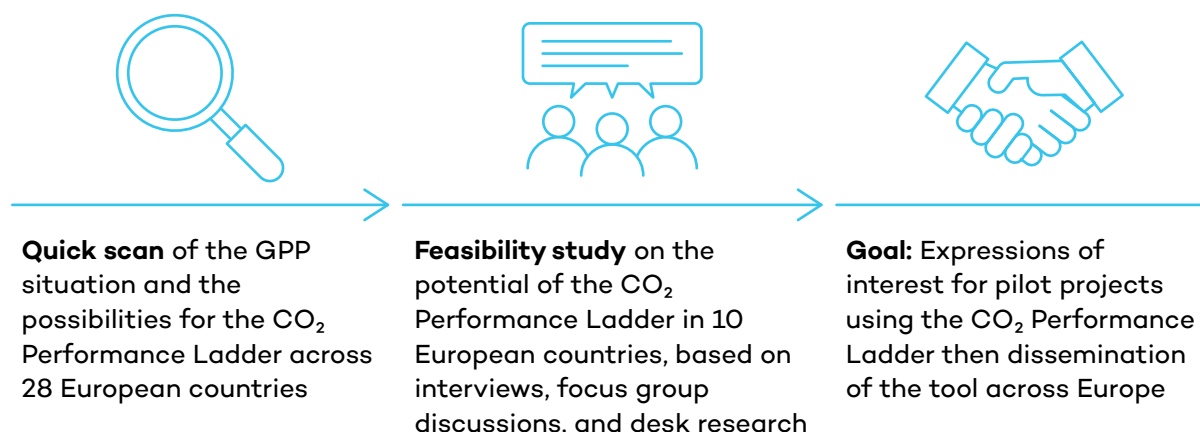 Quick scan of the GPP
situation and the
possibilities for the CO₂
Performance Ladder across
28 European countries
Feasibility study on the
potential of the CO₂
Performance Ladder in 10
European countries, based on
interviews, focus group
discussions, and desk research
Goal: Expressions of
interest for pilot projects
using the CO₂ Performance
Ladder then dissemination
of the tool across Europe